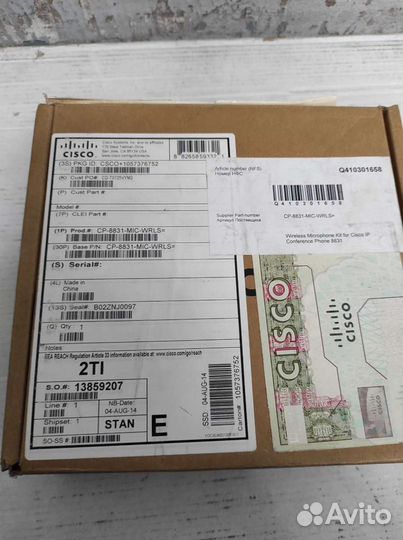 CISCO
Cisco Systems, Inc. and its affiliates
170 West Tasman Drive
San Jose, CA 95134 USA
(3S) PKG ID: CSCO+1057376752
(K) Cust PO#
(P) Cust Part #
Model #:
(7P) CLEI Part #:
(1P) Prod.#: CP-8831-MIC-WRLS=
(30P) Base P/N: CP-8831-MIC-WRLS=
(S) Serial#:
(4L) Made in
China
(13S) Seal#: B02ZNJ0097
(Q) Qty: 1
Notes:
EEA REACH Regulation Article 33 information available at: www.cisco.com/go/reach
2TI
S.O.#: 13859207
Line #: 1
NB-Date:
04-AUG-14
Shipset: 1
STAN
SO-SS #:
E
SSD: 04-AUG-14
Carton#: 1057376752
Article number (NFS)
Номер НФС
Q410301658
Q410301658
Supplier Part number
Артикул Поставщика
CP-8831-MIC-WRLS=
Wireless Microphone Kit for Cisco IP
Conference Phone 8831
CISCO
CISCO
Avito